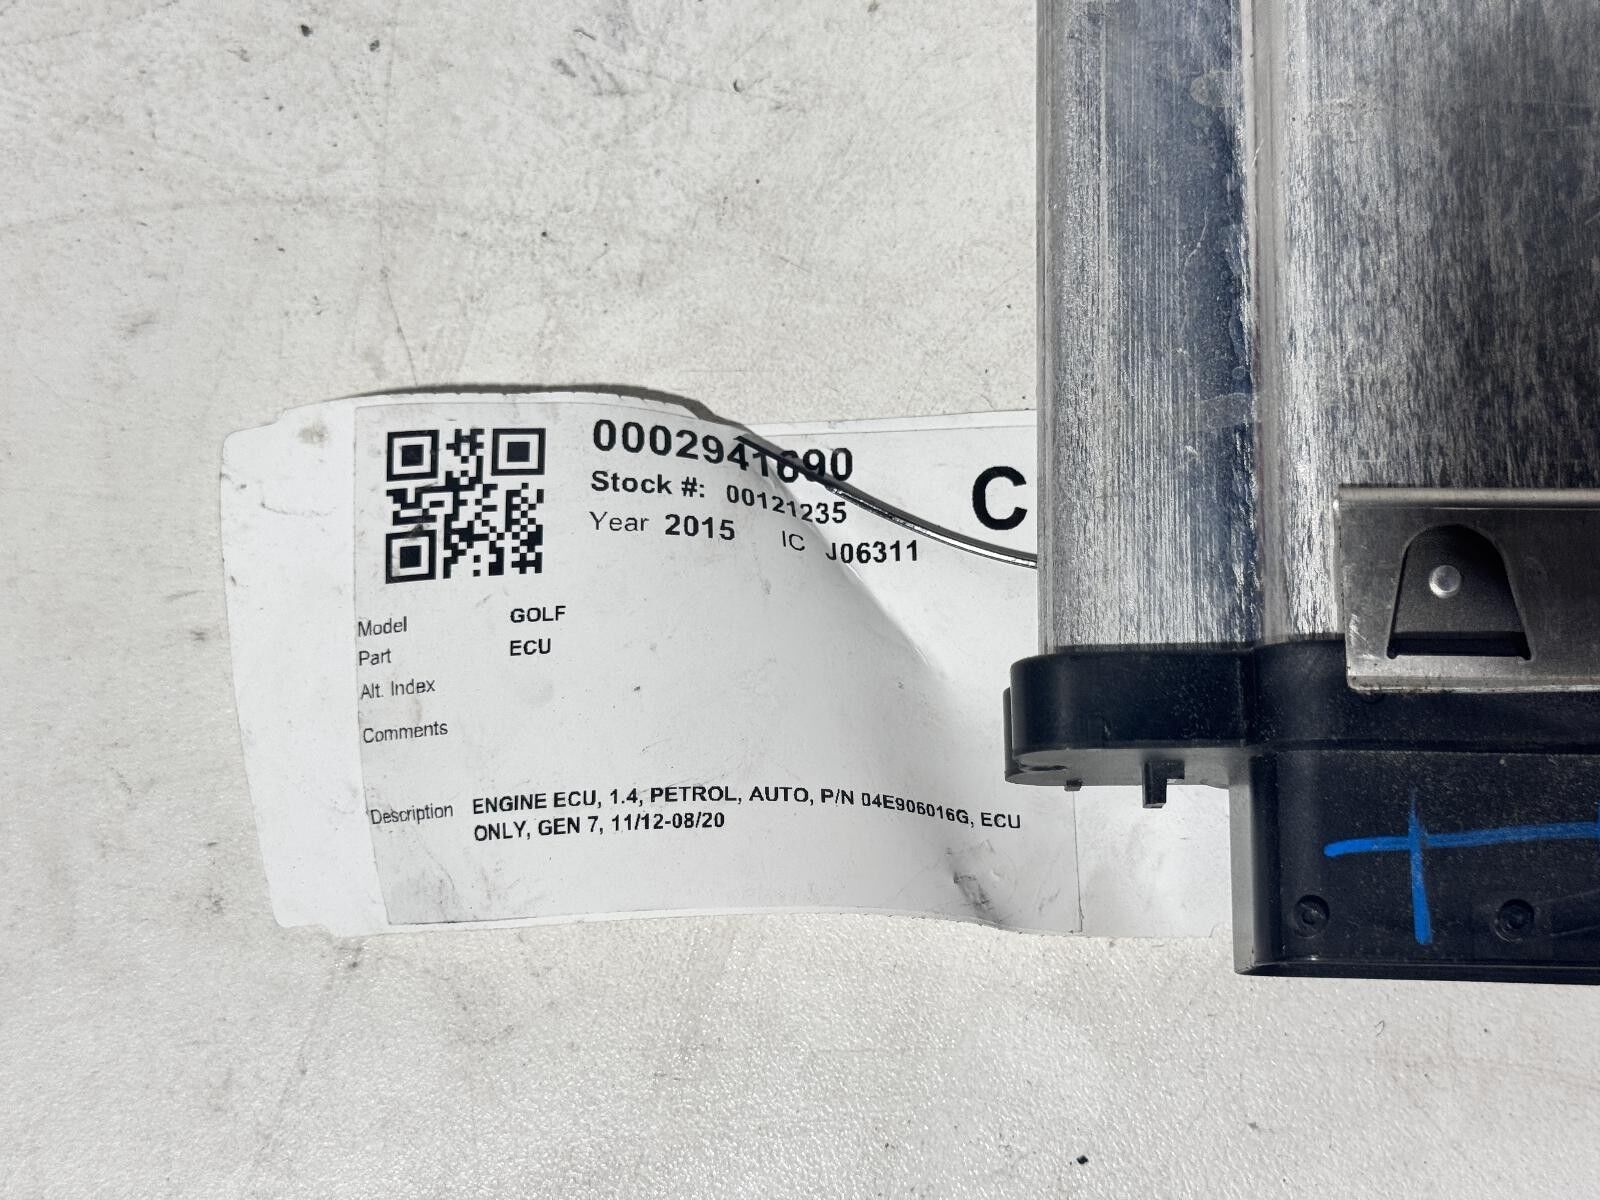 0002941690
C
Stock #: 00121235
Year 2015 IC J06311
Model GOLF
Part ECU
Alt. Index
Comments
Description ENGINE ECU, 1.4, PETROL, AUTO, P/N 04E906016G, ECU
ONLY, GEN 7, 11/12-08/20